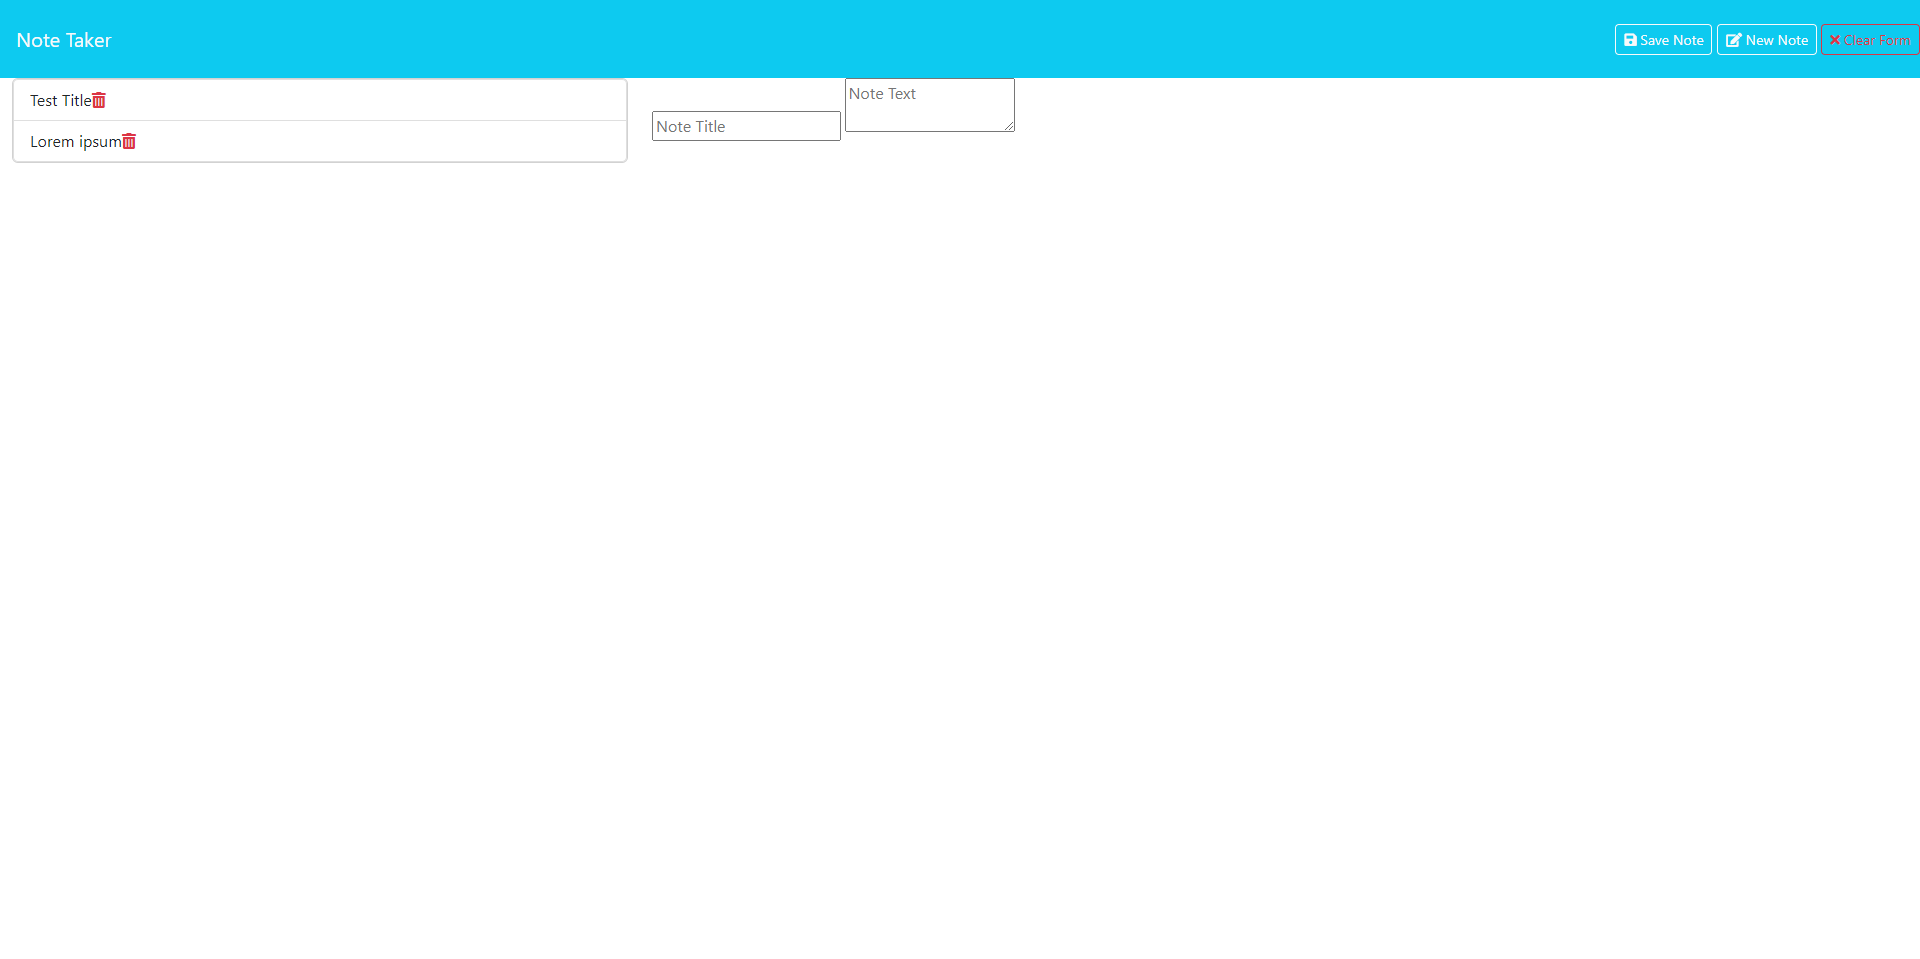 Note Taker
Save Note
New Note
Clear Form
Test Title
Lorem ipsum
Note Title
Note Text